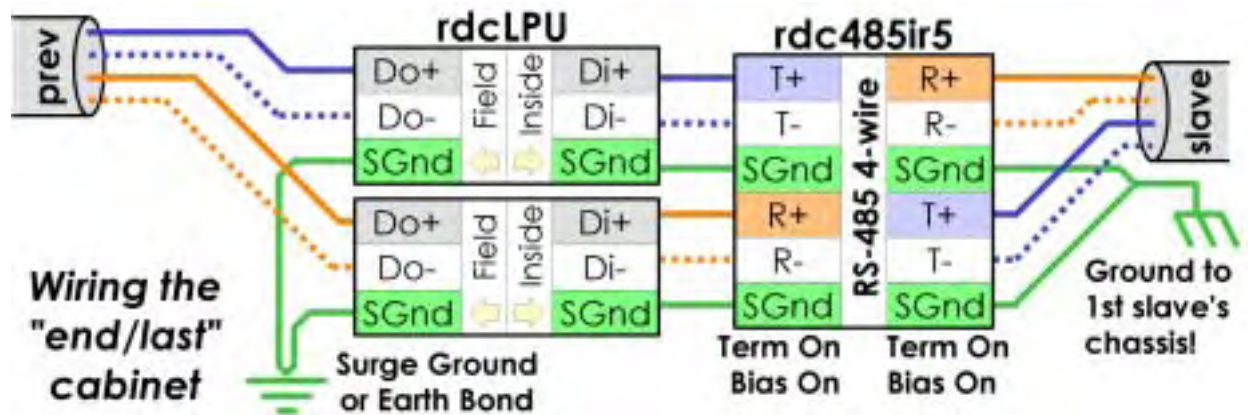 rdcLPU
rdc485ir5
prev
Do+
Field
Inside
Di+
Do-
Di-
SGnd
SGnd
Do+
Field
Inside
Di+
Do-
Di-
SGnd
SGnd
T+
RS-485 4-wire
R+
T-
R-
SGnd
SGnd
R+
T+
R-
T-
SGnd
SGnd
slave
Wiring the
"end/last"
cabinet
Surge Ground
or Earth Bond
Term On
Bias On
Term On
Bias On
Ground to
1st slave's
chassis!